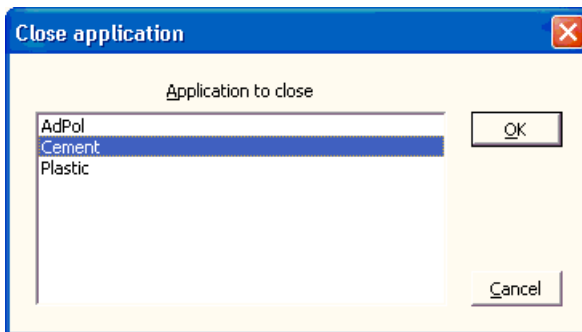 Close application
Application to close
AdPol
Cement
Plastic
OK
Cancel